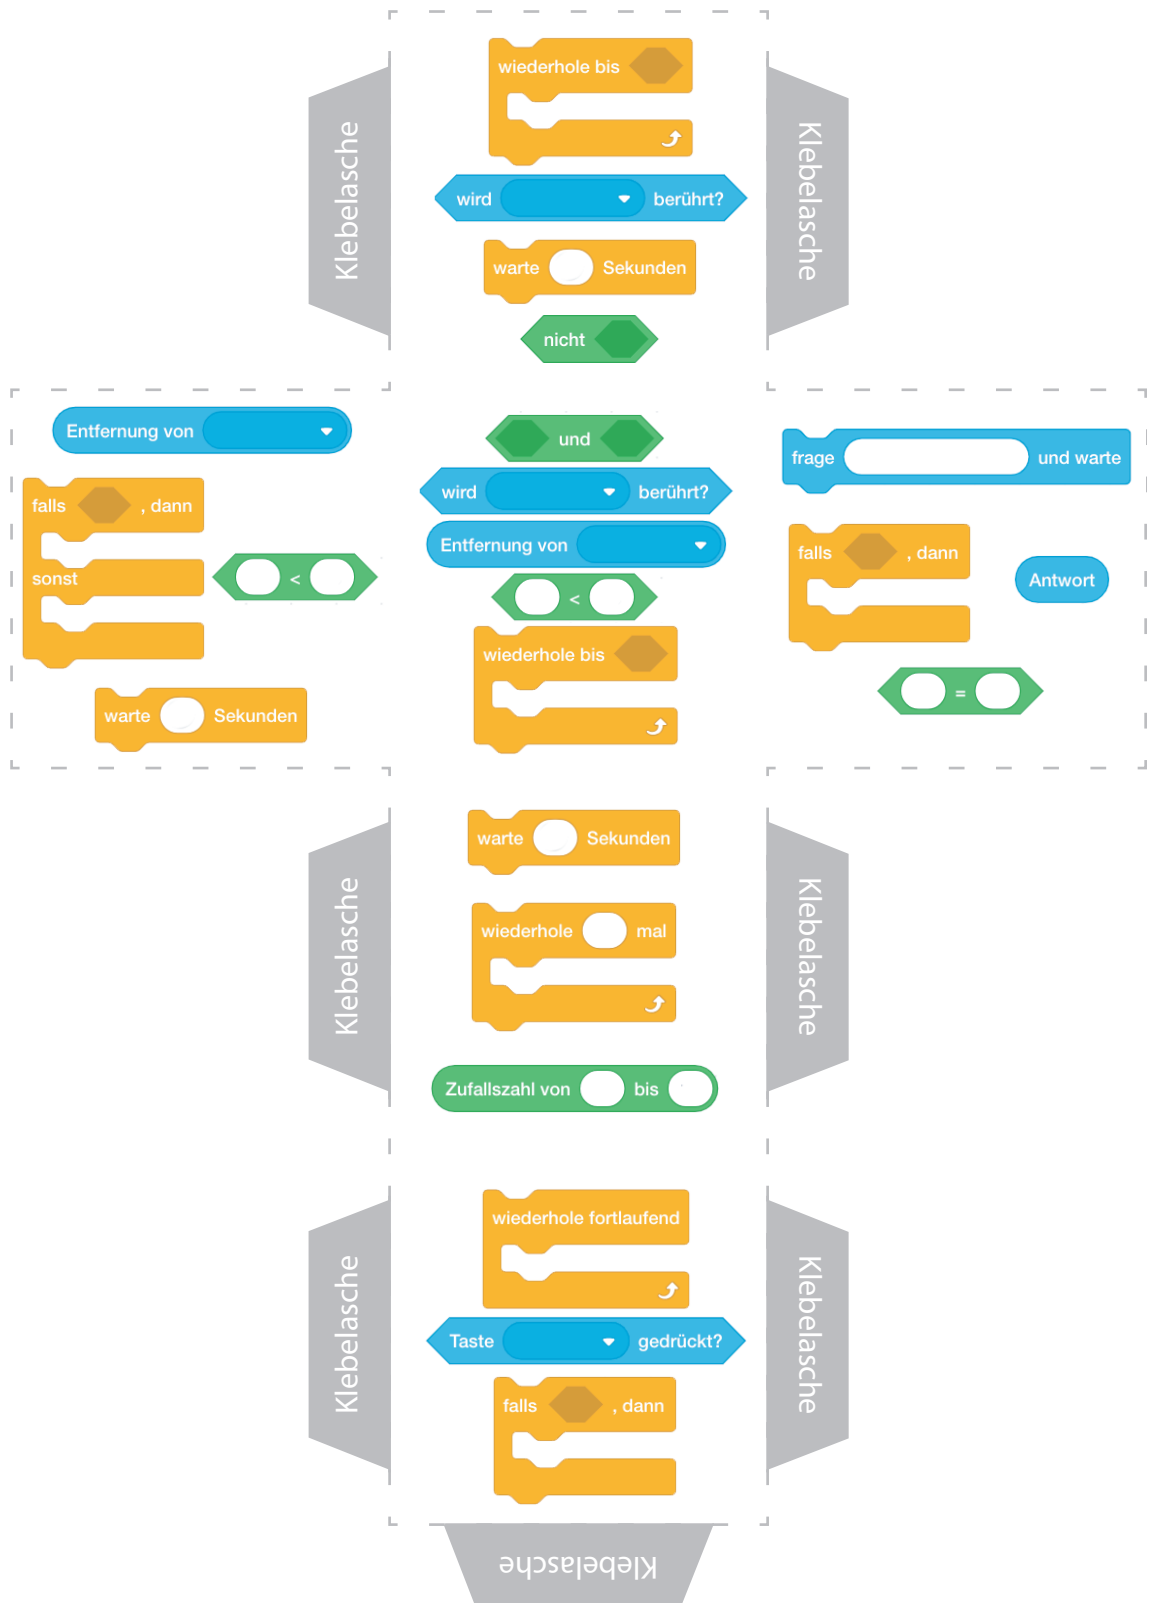 wiederhole bis
wird berührt?
warte Sekunden
nicht
Klebelasche
Klebelasche
Entfernung von
falls , dann
sonst
<
warte Sekunden
und
wird berührt?
Entfernung von
<
wiederhole bis
frage und warte
falls , dann
Antwort
=
warte Sekunden
wiederhole mal
Zufallszahl von bis
Klebelasche
Klebelasche
wiederhole fortlaufend
Taste gedrückt?
falls , dann
Klebelasche
Klebelasche
Klebelasche